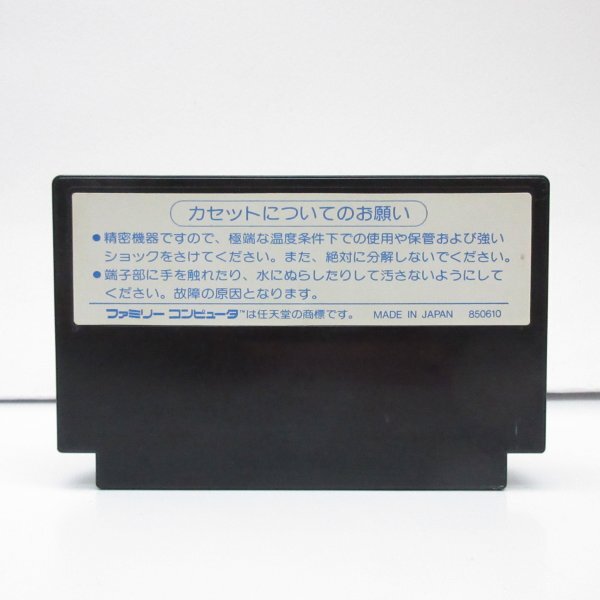 カセットについてのお願い
●精密機器ですので、極端な温度条件下での使用や保管および強い
ショックをさけてください。また、絶対に分解しないでください。
●端子部に手を触れたり、水にぬらしたりして汚さないようにして
ください。故障の原因となります。
ファミリーコンピュータ™は任天堂の商標です。 MADE IN JAPAN 850610